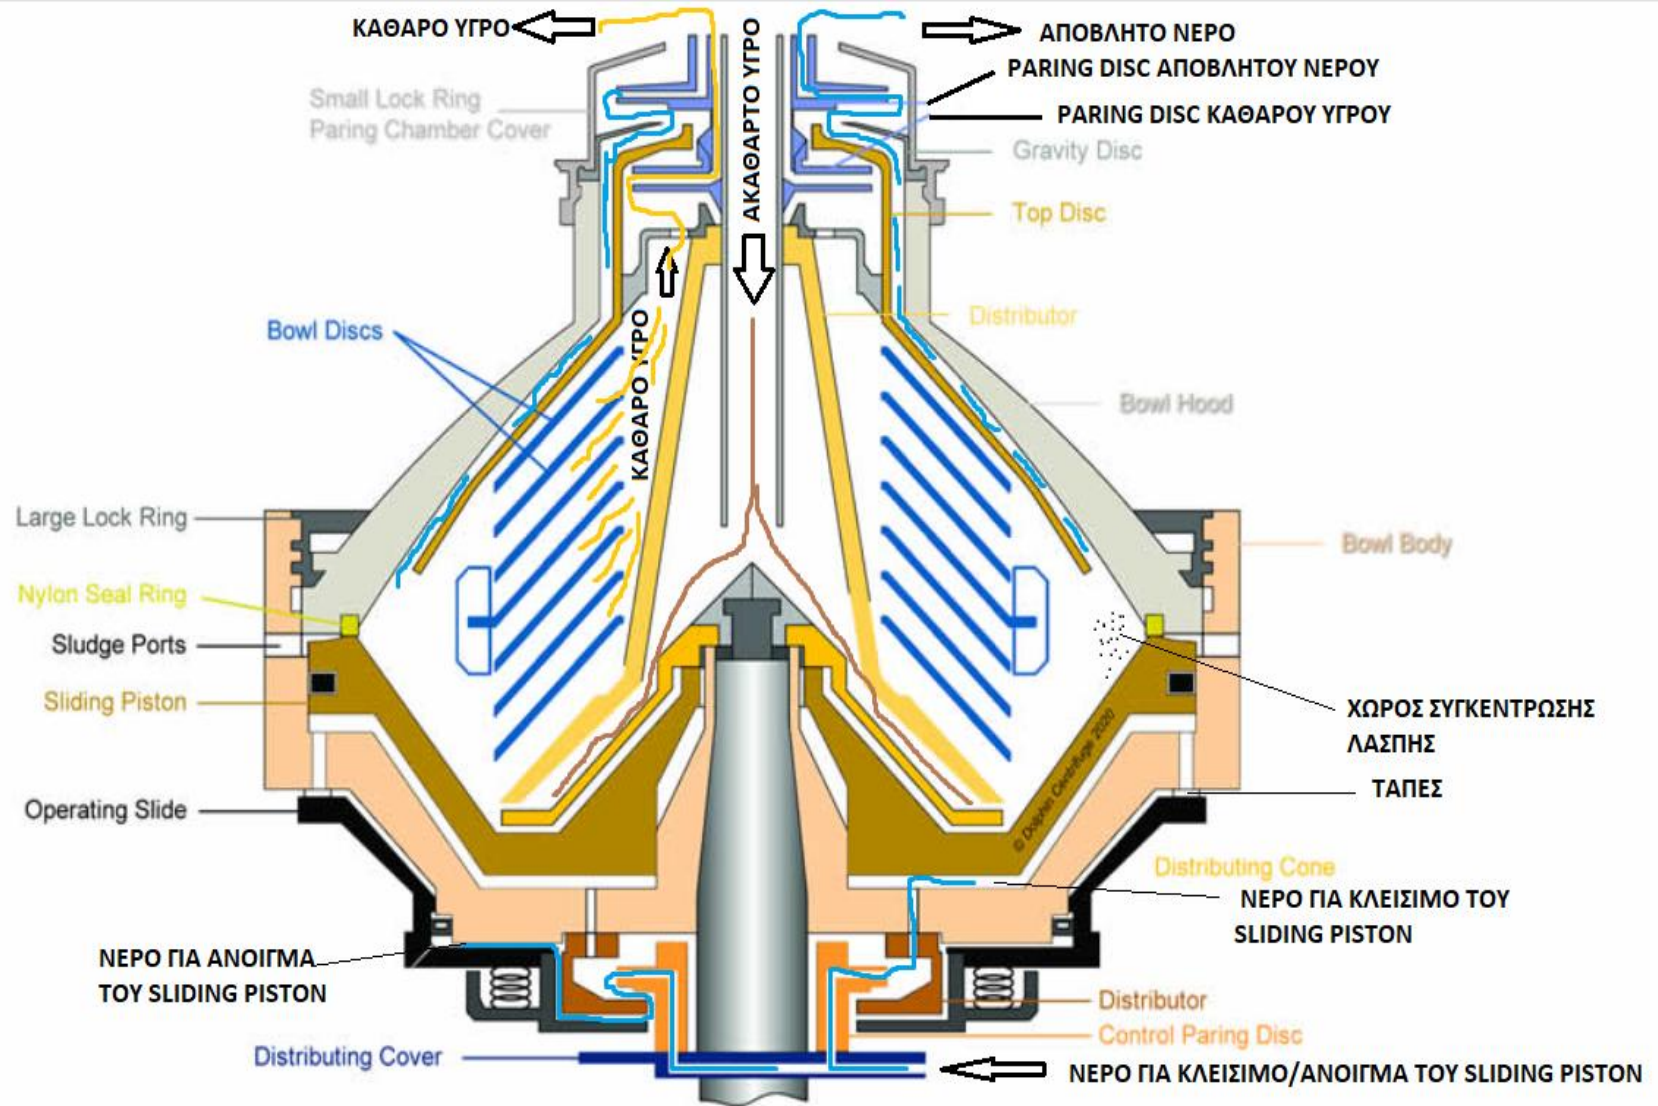 ΚΑΘΑΡΟ ΥΓΡΟ
ΑΚΑΘΑΡΤΟ ΥΓΡΟ
ΑΠΟΒΛΗΤΟ ΝΕΡΟ
PARING DISC ΑΠΟΒΛΗΤΟΥ ΝΕΡΟΥ
Small Lock Ring
Paring Chamber Cover
PARING DISC ΚΑΘΑΡΟΥ ΥΓΡΟΥ
Gravity Disc
Top Disc
Distributor
Bowl Discs
ΚΑΘΑΡΟ ΥΓΡΟ
Bowl Hood
Large Lock Ring
Bowl Body
Nylon Seal Ring
Sludge Ports
Sliding Piston
ΧΩΡΟΣ ΣΥΓΚΕΝΤΡΩΣΗΣ
ΛΑΣΠΗΣ
© Dolphin Centrifuge 2020
ΤΑΠΕΣ
Operating Slide
Distributing Cone
ΝΕΡΟ ΓΙΑ ΚΛΕΙΣΙΜΟ ΤΟΥ
SLIDING PISTON
ΝΕΡΟ ΓΙΑ ΑΝΟΙΓΜΑ
ΤΟΥ SLIDING PISTON
Distributor
Control Paring Disc
Distributing Cover
ΝΕΡΟ ΓΙΑ ΚΛΕΙΣΙΜΟ/ΑΝΟΙΓΜΑ ΤΟΥ SLIDING PISTON